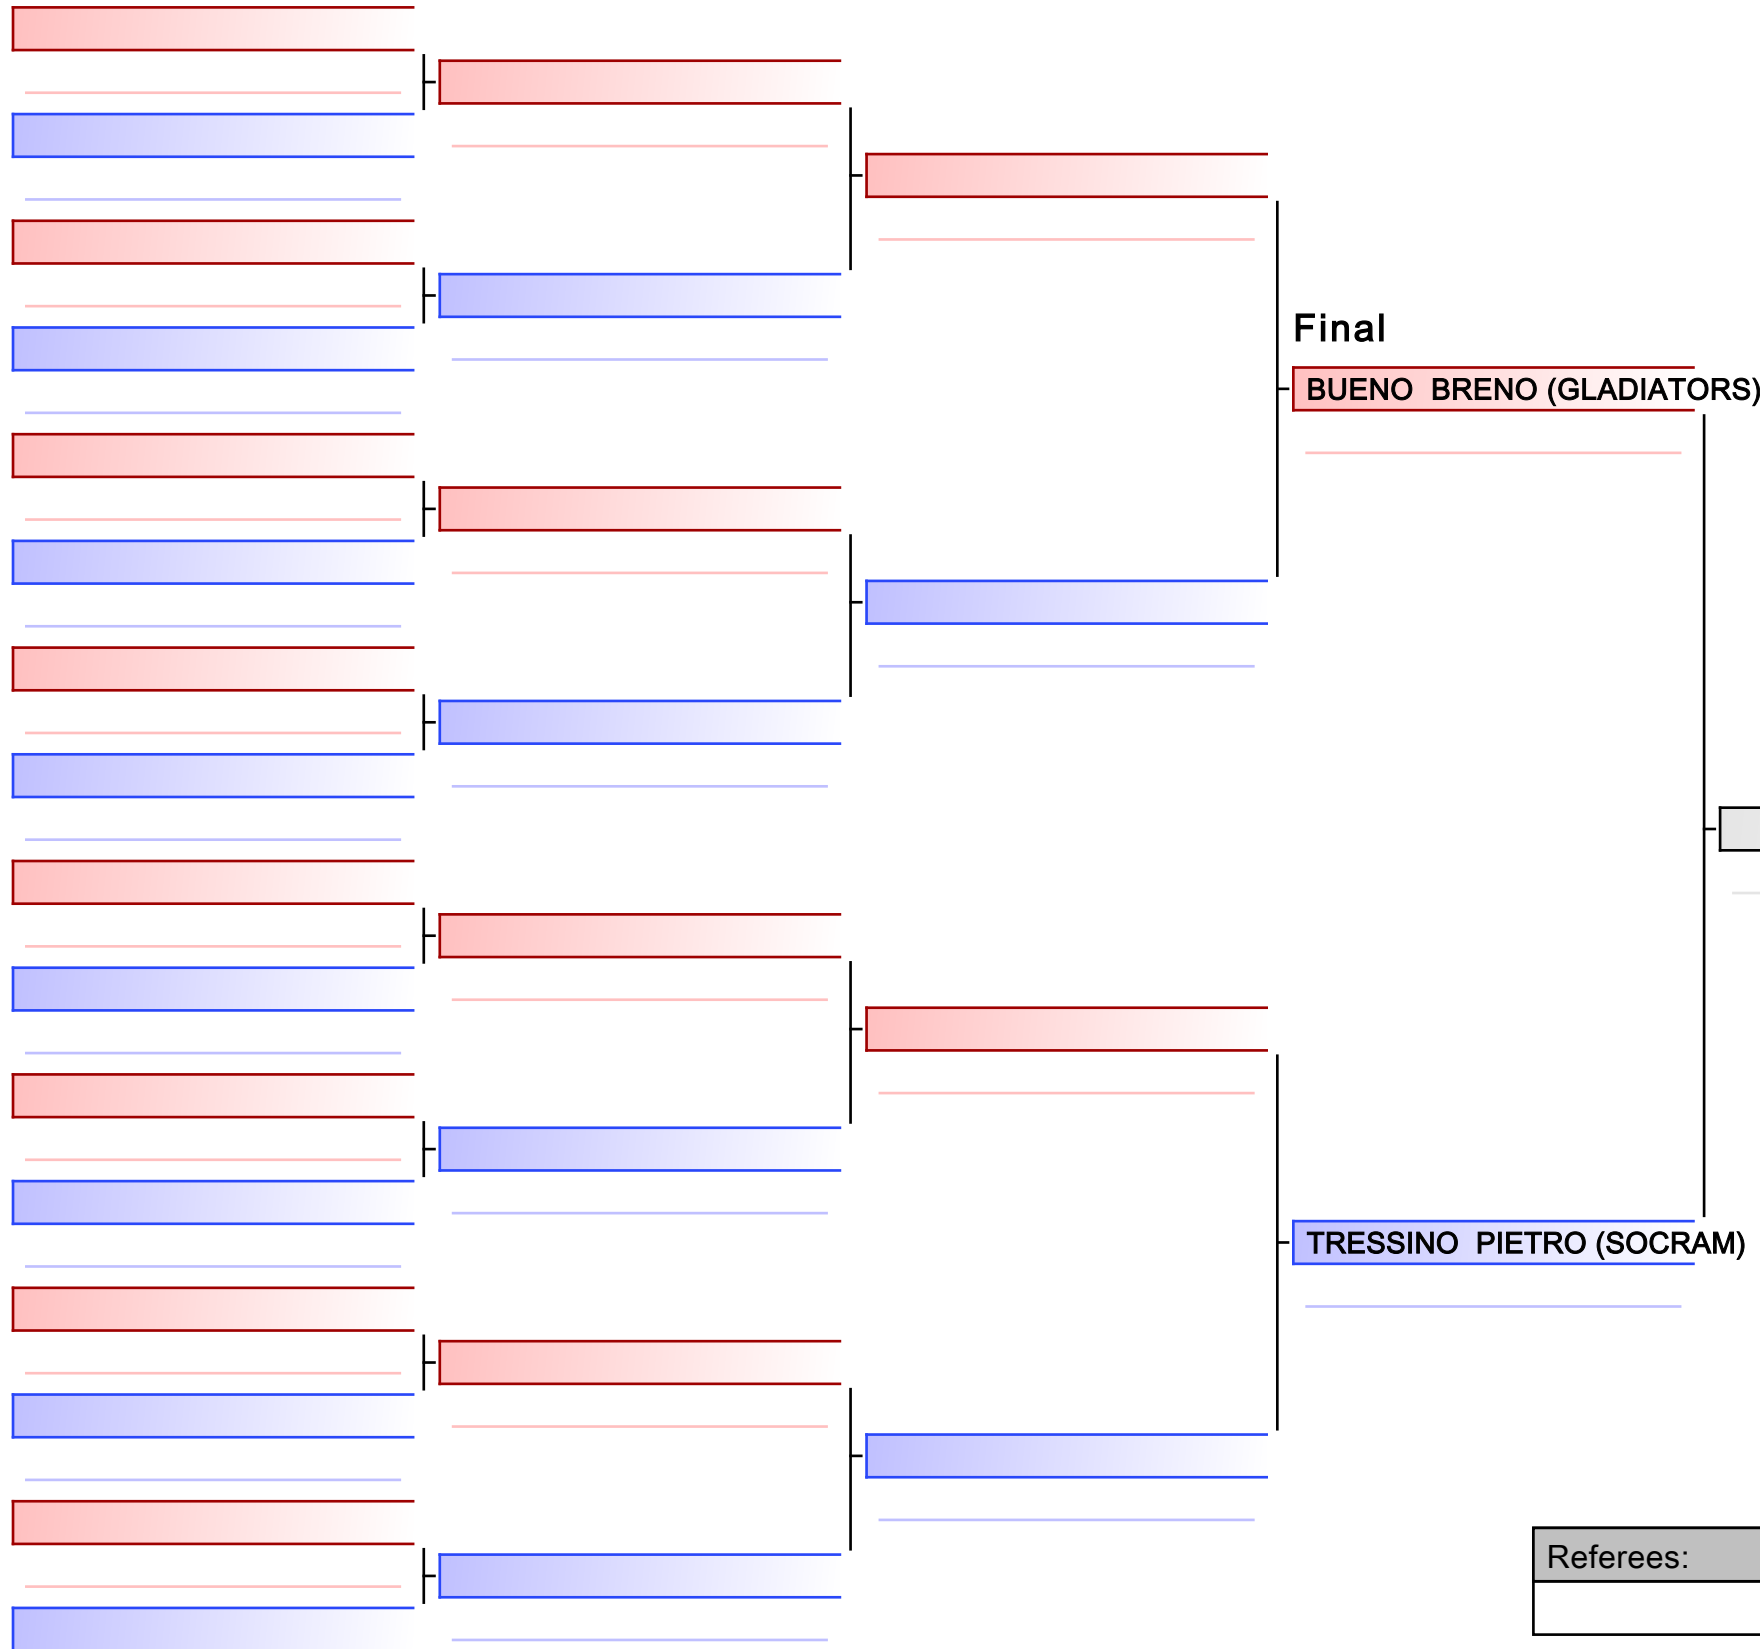 Final
BUENO  BRENO (GLADIATORS)
TRESSINO  PIETRO (SOCRAM)
Referees: